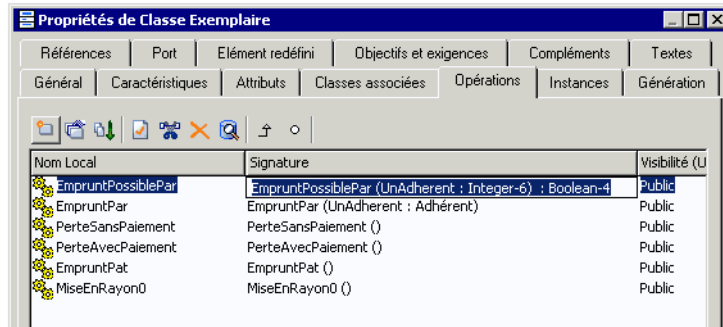 Propriétés de Classe Exemplaire
Références Port Elément redéfini Objectifs et exigences Compléments Textes
Général Caractéristiques Attributs Classes associées Opérations Instances Génération
Nom Local Signature Visibilité (U
EmpruntPossiblePar EmpruntPossiblePar (UnAdherent : Integer-6) : Boolean-4 Public
EmpruntPar EmpruntPar (UnAdherent : Adhérent) Public
PerteSansPaiement PerteSansPaiement () Public
PerteAvecPaiement PerteAvecPaiement () Public
EmpruntPat EmpruntPat () Public
MiseEnRayon0 MiseEnRayon0 () Public